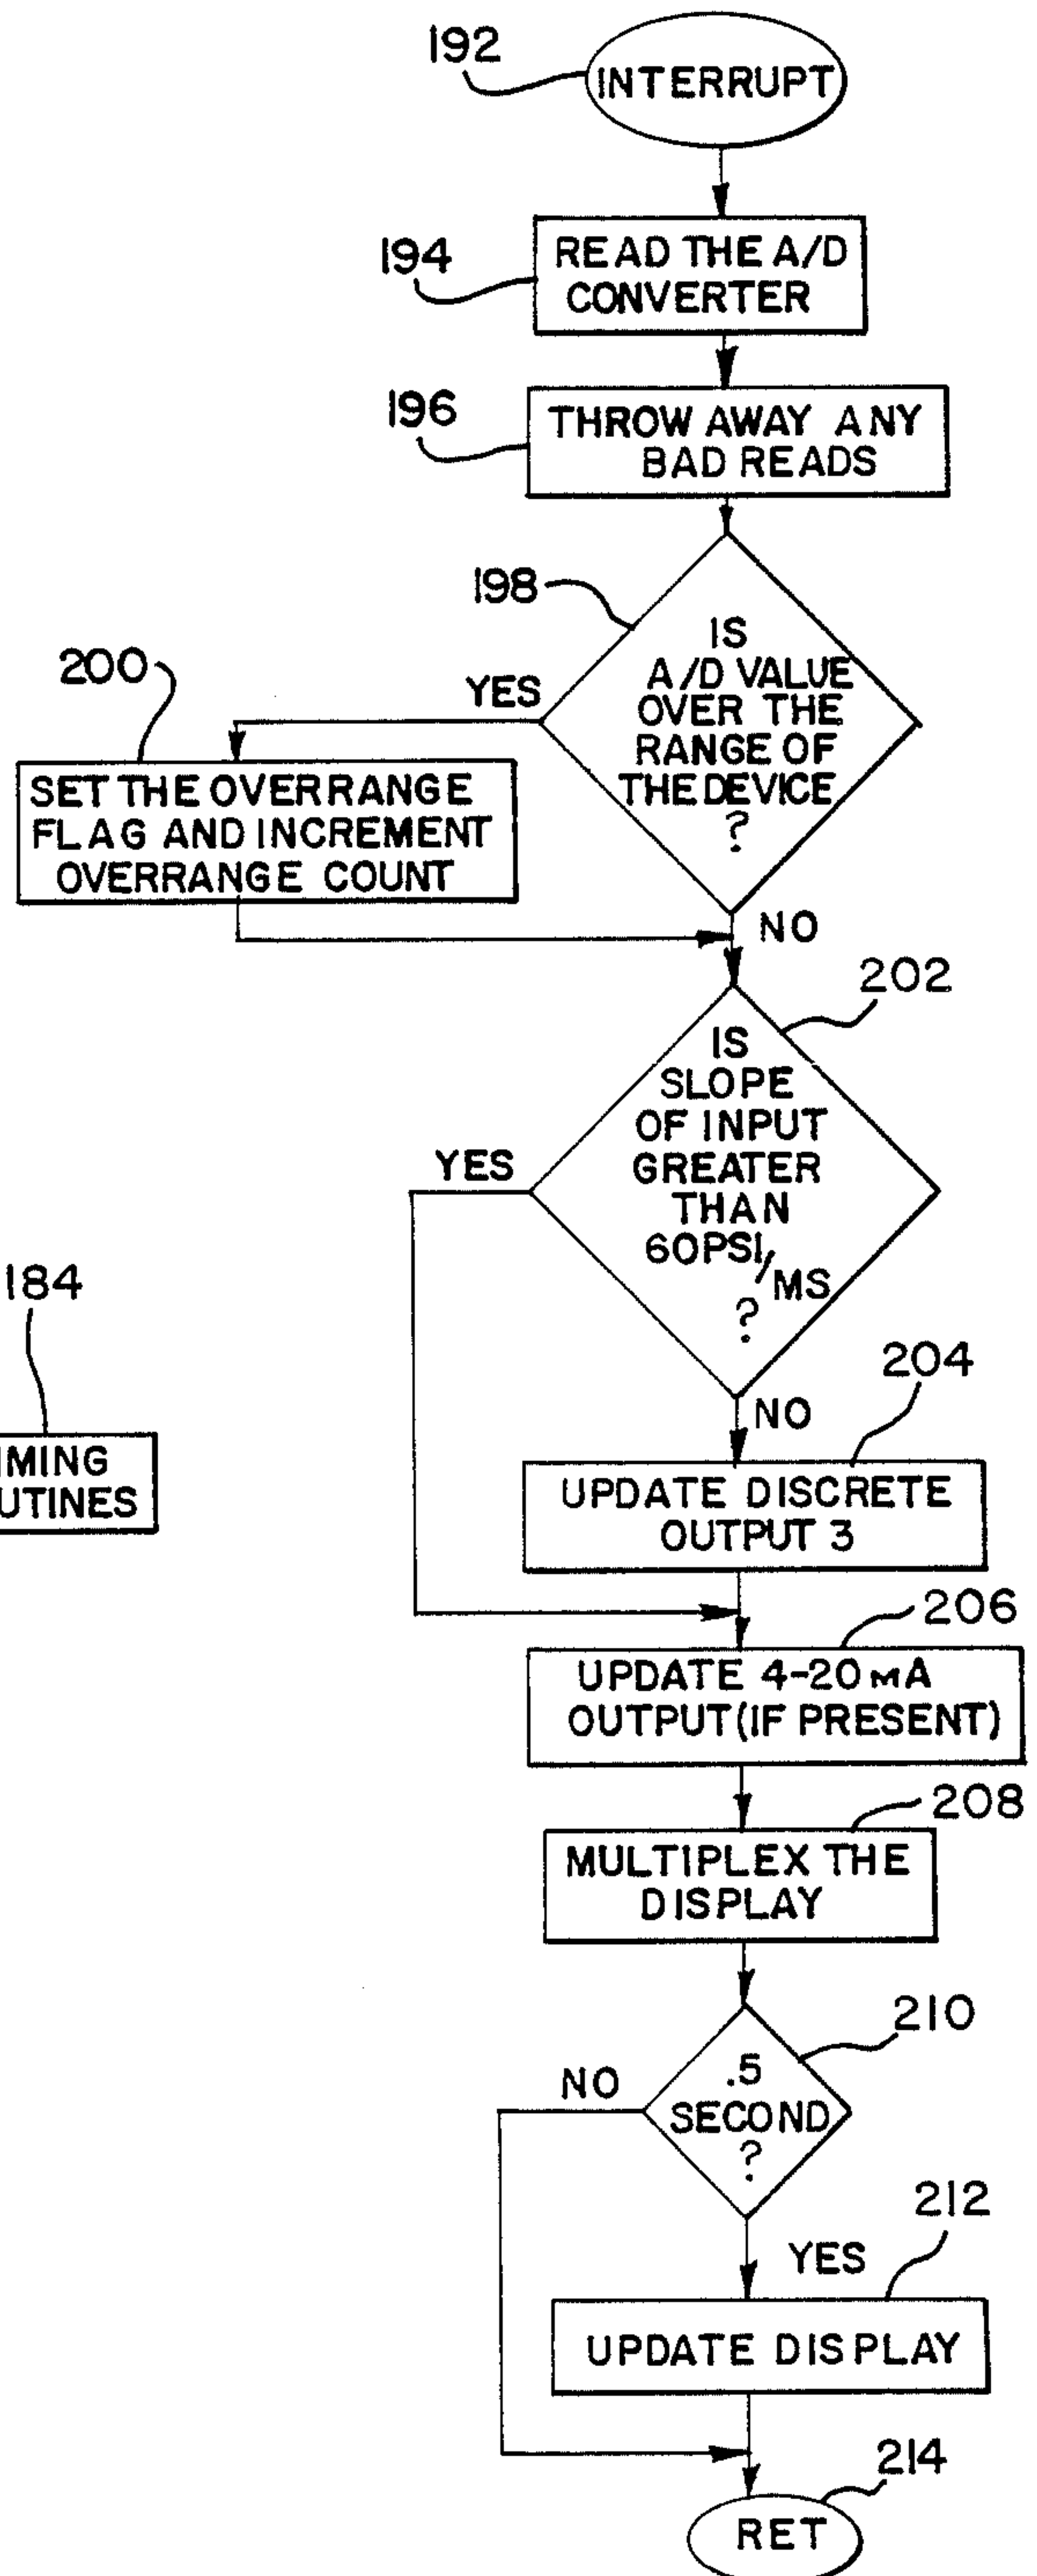 192
INTERRUPT
194
READ THE A/D
CONVERTER
196
THROW AWAY ANY
BAD READS
198
IS
A/D VALUE
OVER THE
RANGE OF
THE DEVICE
?
YES
200
SET THE OVERRANGE
FLAG AND INCREMENT
OVERRANGE COUNT
NO
202
IS
SLOPE
OF INPUT
GREATER
THAN
60PSI/MS
?
YES
184
IMING
UTINES
NO
204
UPDATE DISCRETE
OUTPUT 3
206
UPDATE 4-20 MA
OUTPUT (IF PRESENT)
208
MULTIPLEX THE
DISPLAY
210
.5
SECOND
?
NO
YES
212
UPDATE DISPLAY
214
RET